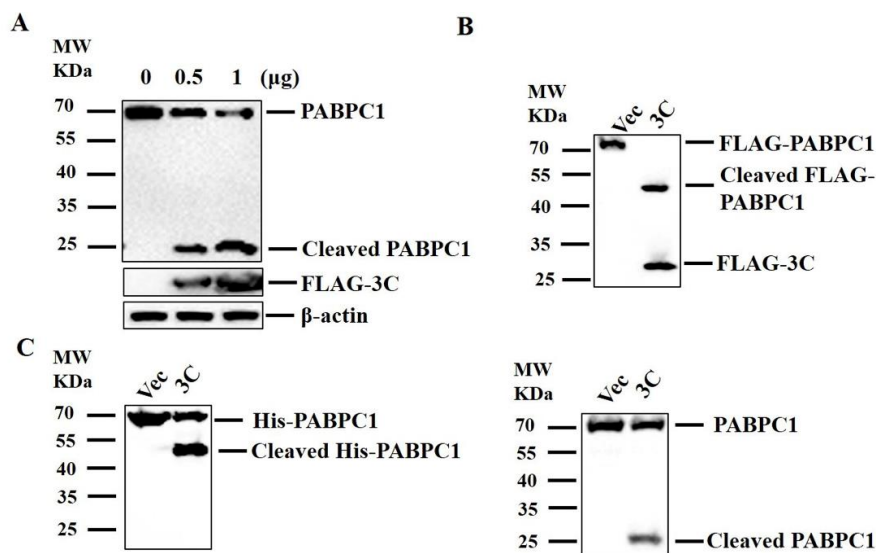 A
MW
KDa
0 0.5 1 (μg)
70
55
40
35
25
PABPC1
Cleaved PABPC1
FLAG-3C
β-actin
B
MW
KDa
Vec 3C
70
55
40
35
25
FLAG-PABPC1
Cleaved FLAG-
PABPC1
FLAG-3C
C
MW
KDa
Vec 3C
70
55
40
35
25
His-PABPC1
Cleaved His-PABPC1
MW
KDa
Vec 3C
70
55
40
35
25
PABPC1
Cleaved PABPC1